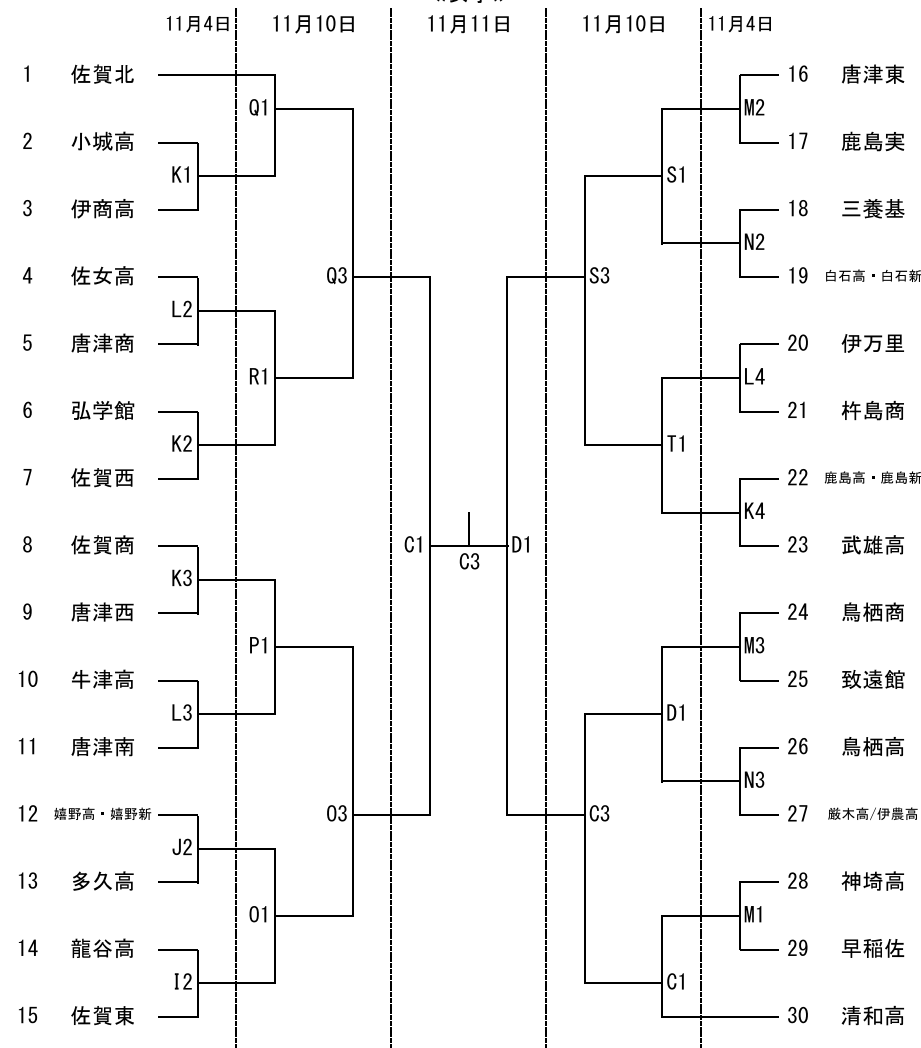 11月4日 11月10日 11月11日 11月10日 11月4日
1 佐賀北
Q1
2 小城高
K1
3 伊商高
4 佐女高
L2
Q3
5 唐津商
R1
6 弘学館
K2
7 佐賀西
8 佐賀商
K3
9 唐津西
P1
10 牛津高
L3
11 唐津南
12 嬉野高・嬉野新
J2
O3
13 多久高
O1
14 龍谷高
I2
15 佐賀東
C1
C3
D1
16 唐津東
M2
17 鹿島実
S1
18 三養基
N2
19 白石高・白石新
S3
20 伊万里
L4
21 杵島商
T1
22 鹿島高・鹿島新
K4
23 武雄高
24 鳥栖商
M3
25 致遠館
D1
26 鳥栖高
N3
27 厳木高/伊農高
C3
28 神埼高
M1
29 早稲佐
C1
30 清和高